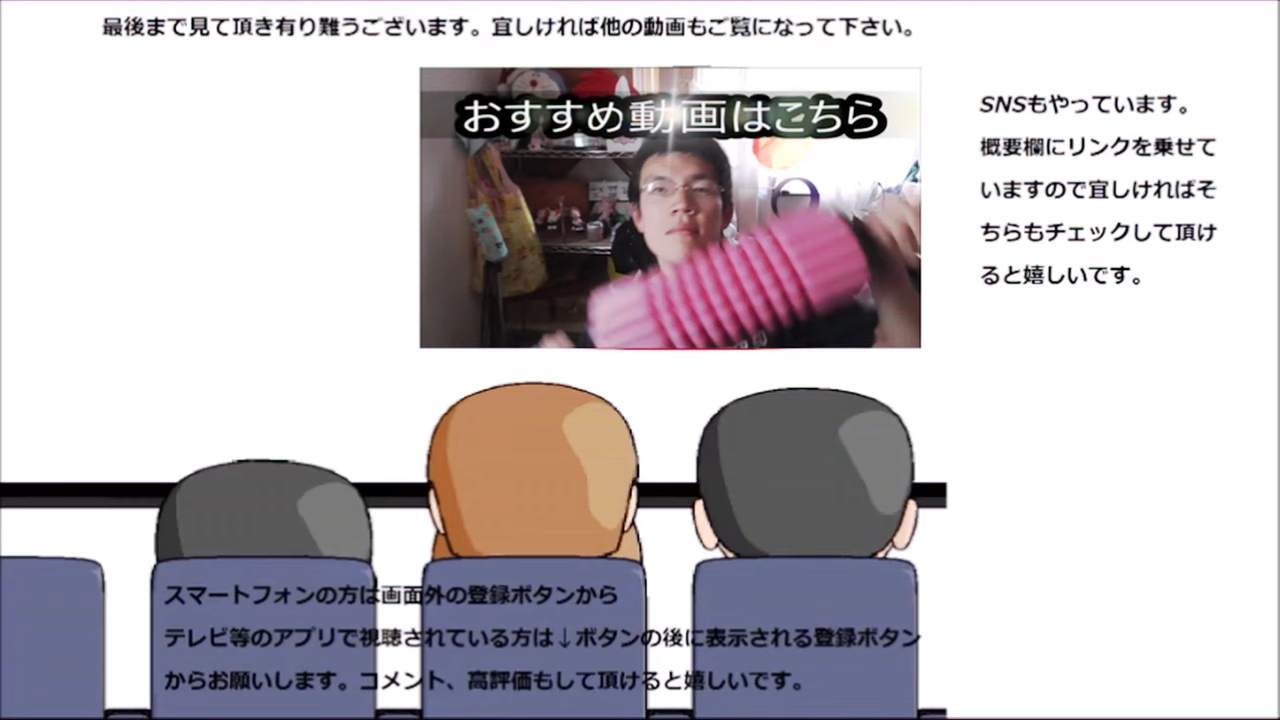 最後まで見て頂き有り難うございます。宜しければ他の動画もご覧になって下さい。
おすすめ動画はこちら
SNSもやっています。
概要欄にリンクを乗せて
いますので宜しければそ
ちらもチェックして頂け
ると嬉しいです。
スマートフォンの方は画面外の登録ボタンから
テレビ等のアプリで視聴されている方は↓ボタンの後に表示される登録ボタン
からお願いします。コメント、高評価もして頂けると嬉しいです。